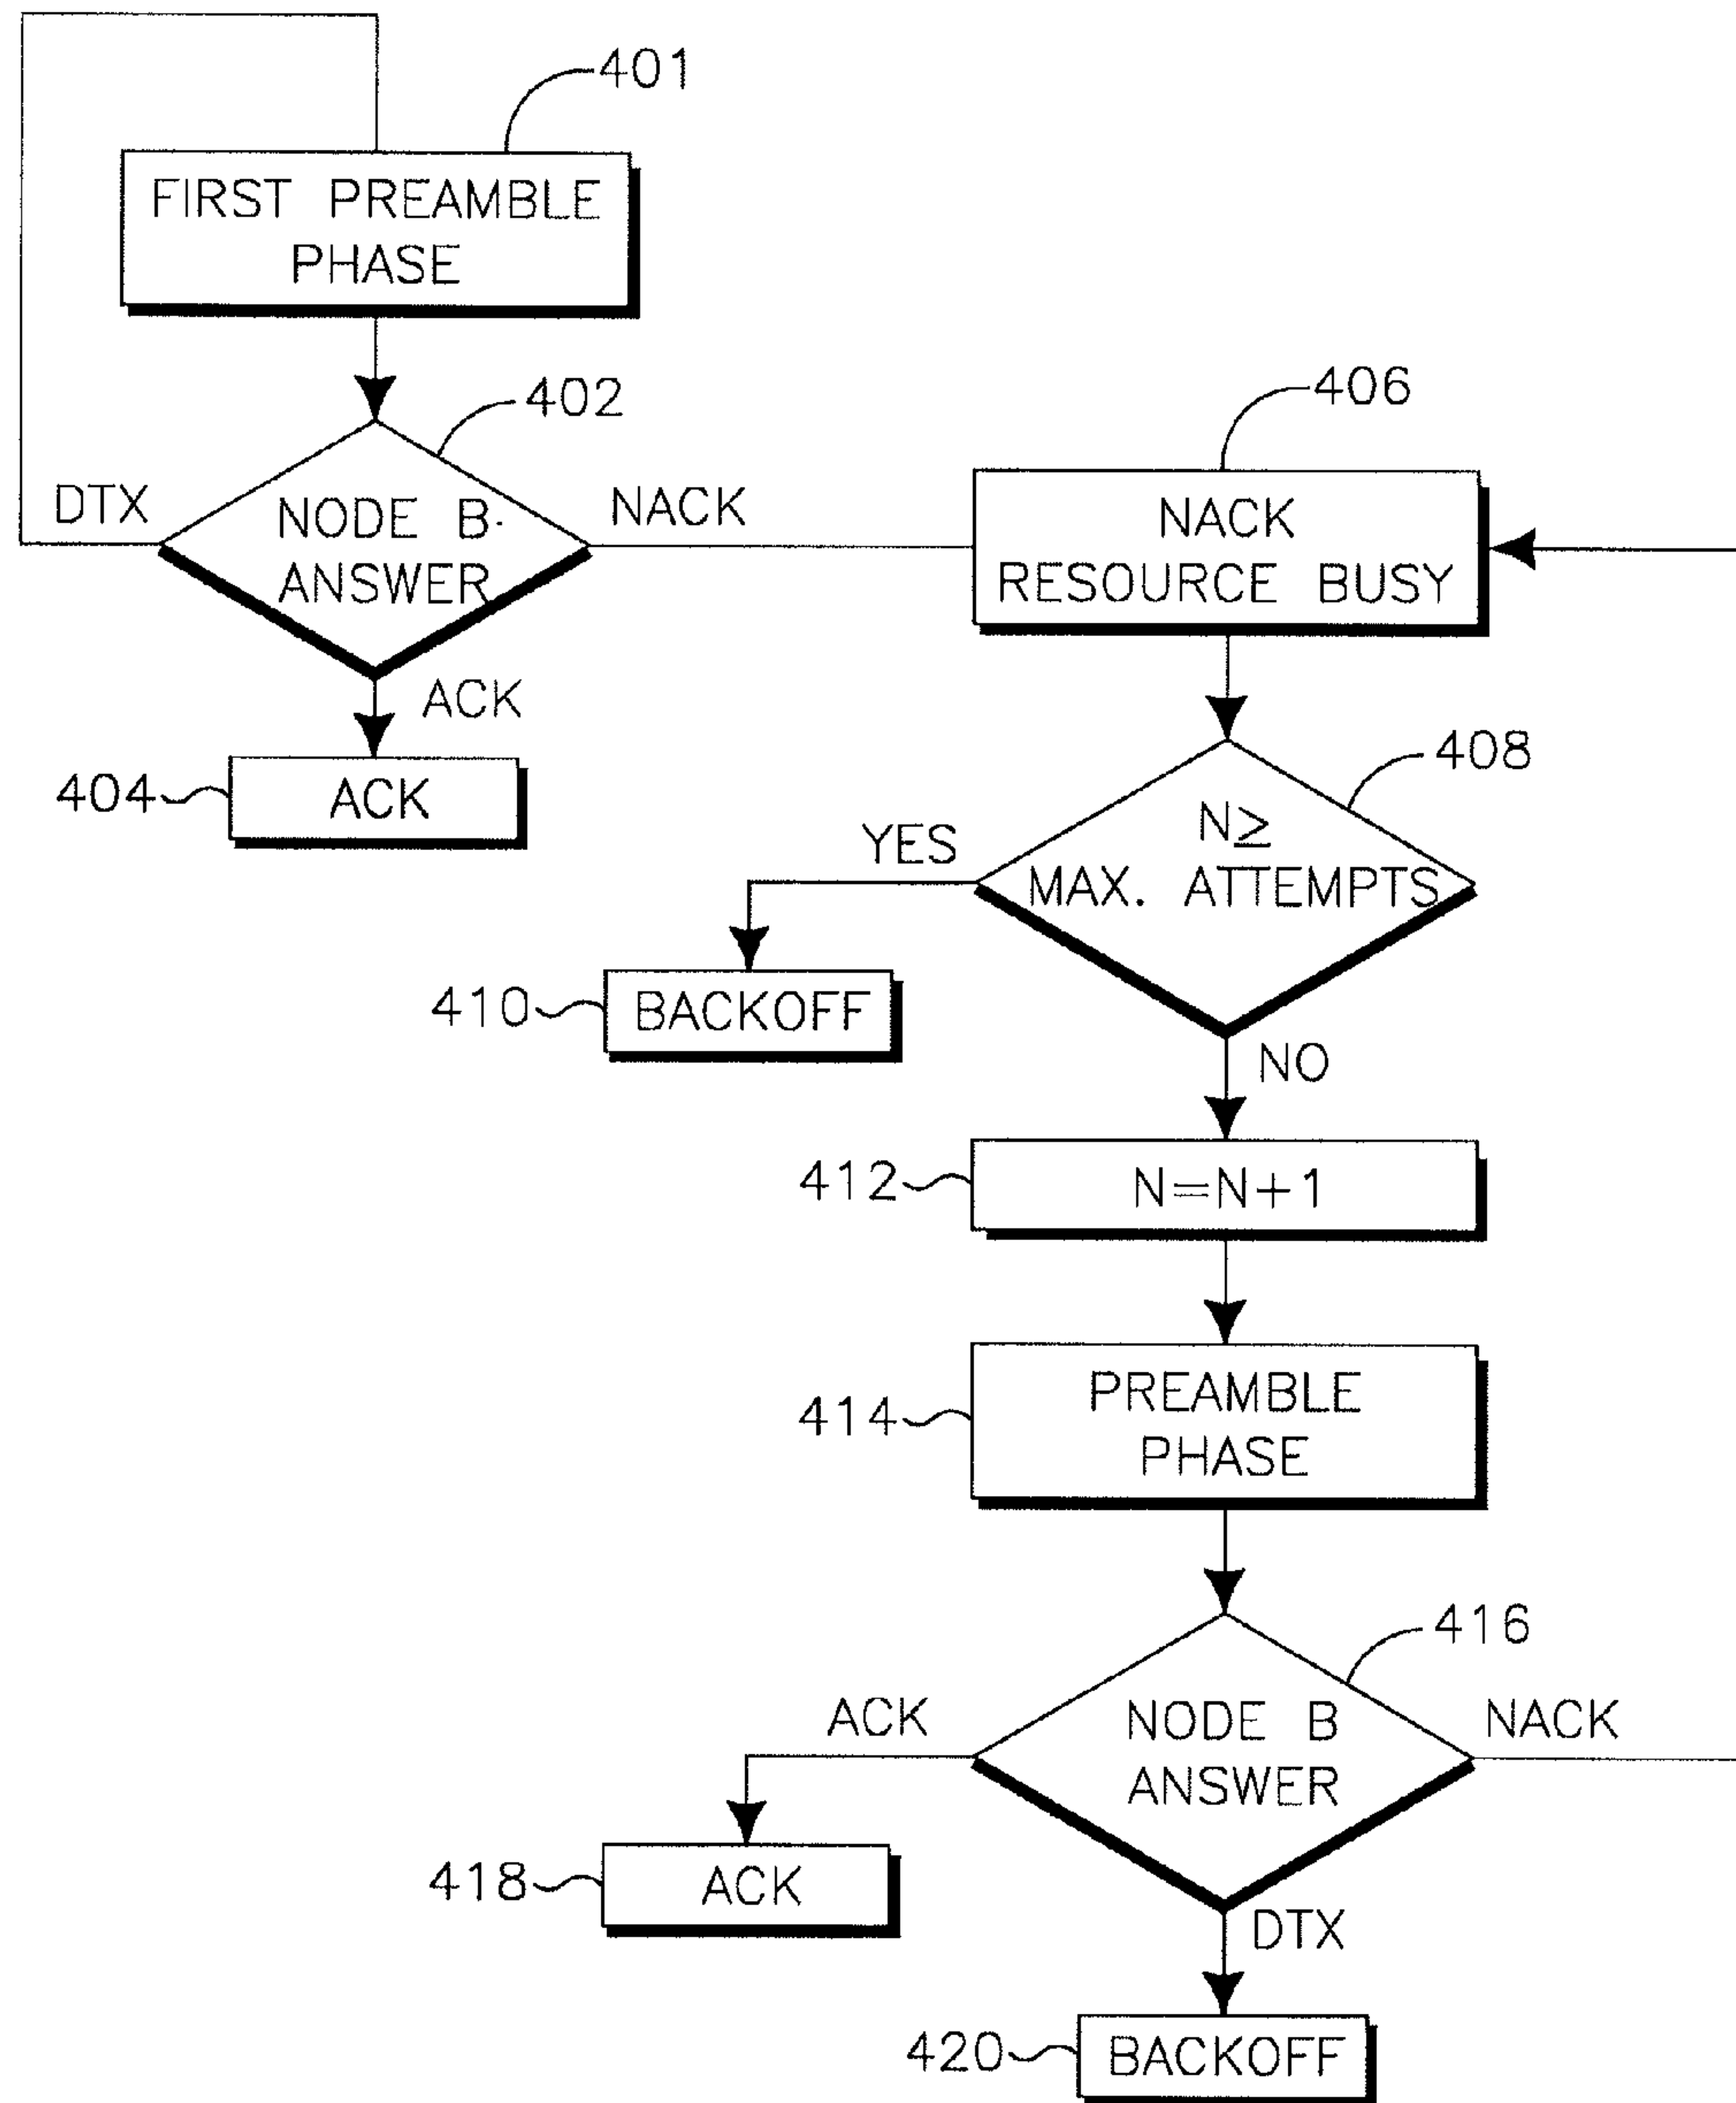 401
FIRST PREAMBLE
PHASE
402
DTX
NODE B
ANSWER
NACK
ACK
404
ACK
406
NACK
RESOURCE BUSY
408
N≥
MAX. ATTEMPTS
YES
410
BACKOFF
NO
412
N=N+1
414
PREAMBLE
PHASE
416
ACK
NODE B
ANSWER
NACK
418
ACK
DTX
420
BACKOFF